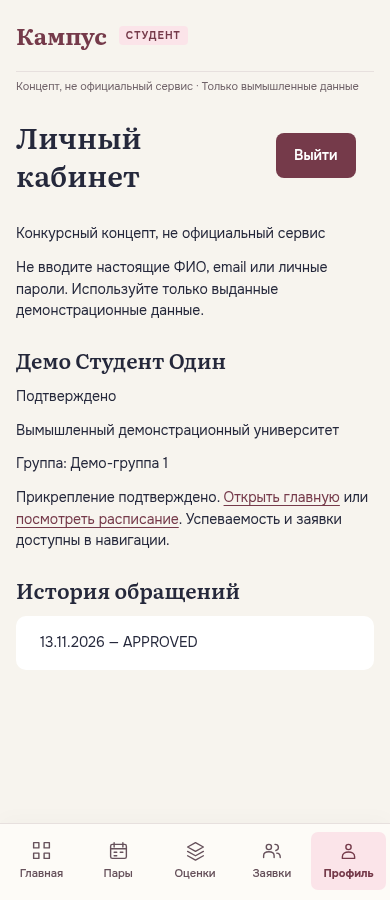 Кампус
СТУДЕНТ
Концепт, не официальный сервис · Только вымышленные данные
Личный
кабинет
Выйти
Конкурсный концепт, не официальный сервис
Не вводите настоящие ФИО, email или личные
пароли. Используйте только выданные
демонстрационные данные.
Демо Студент Один
Подтверждено
Вымышленный демонстрационный университет
Группа: Демо-группа 1
Прикрепление подтверждено. Открыть главную или
посмотреть расписание. Успеваемость и заявки
доступны в навигации.
История обращений
13.11.2026 — APPROVED
Главная
Пары
Оценки
Заявки
Профиль